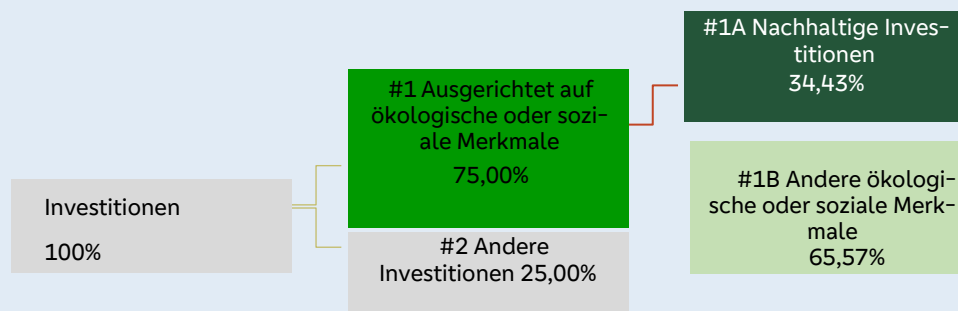 Investitionen
100%
#1 Ausgerichtet auf
ökologische oder sozi-
ale Merkmale
75,00%
#2 Andere
Investitionen 25,00%
#1A Nachhaltige Inves-
titionen
34,43%
#1B Andere ökologi-
sche oder soziale Merk-
male
65,57%